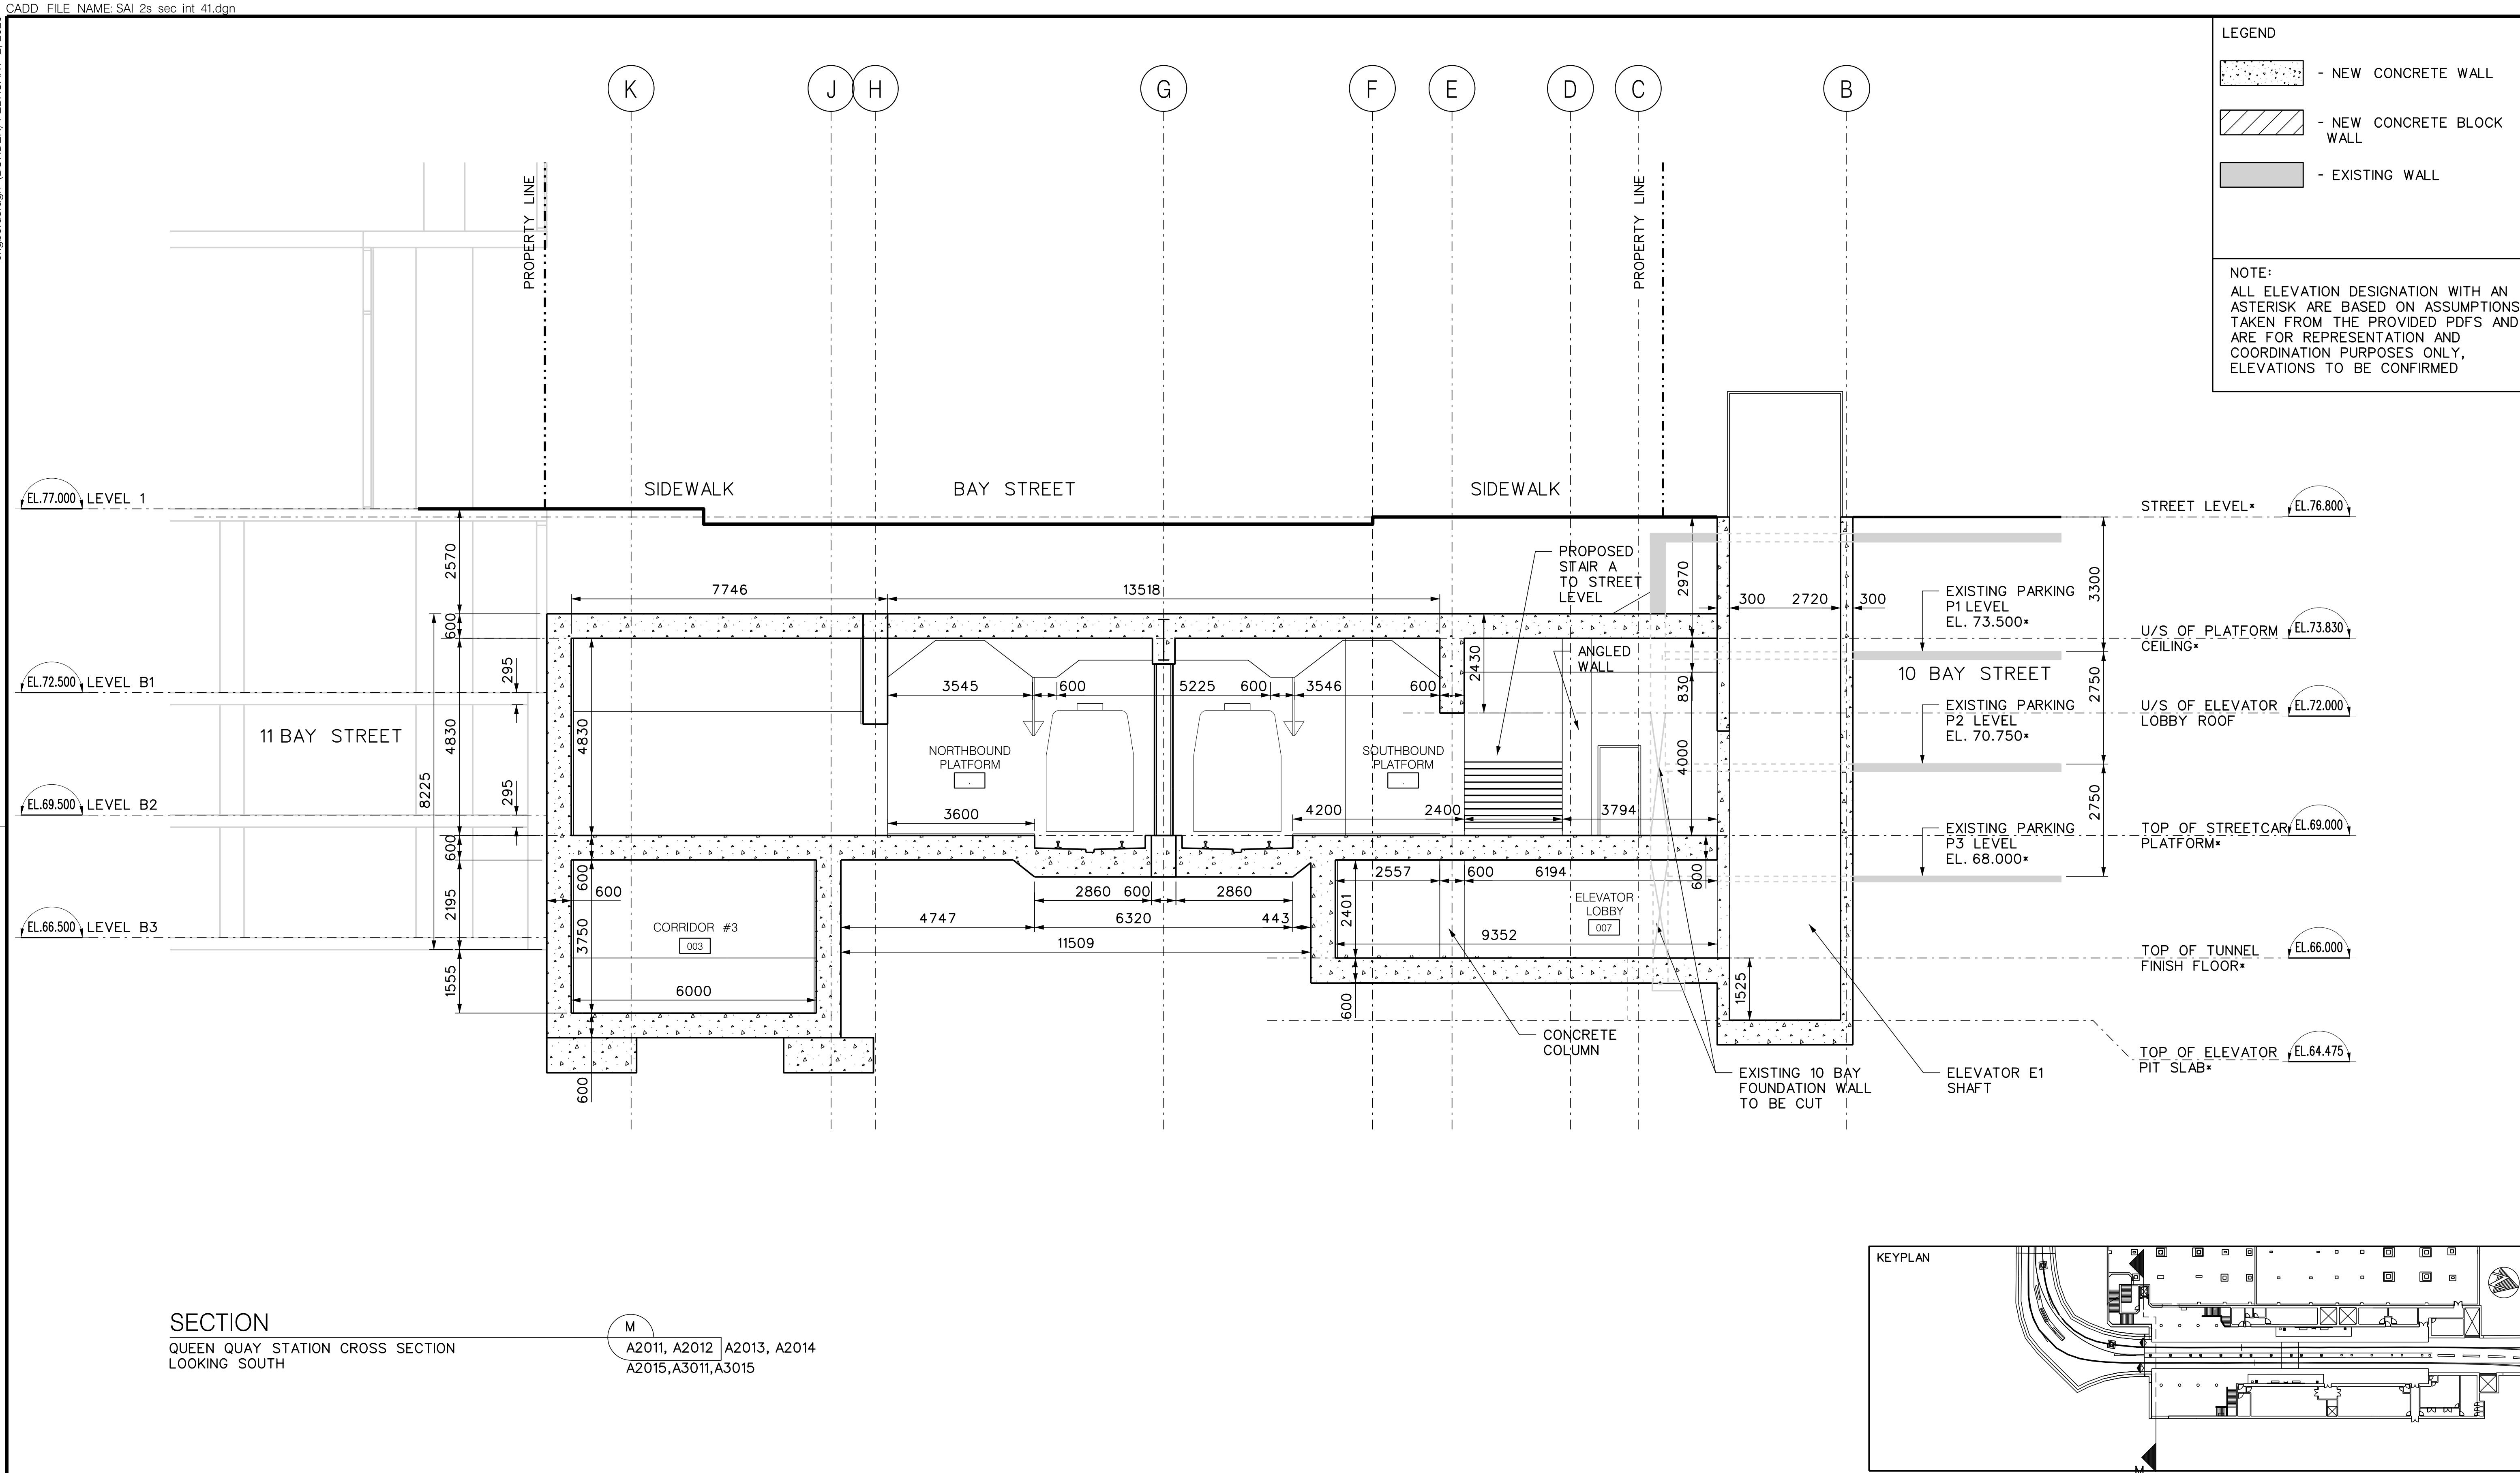 CADD FILE NAME: SAI 2s sec int 41.dgn
LEGEND
- NEW CONCRETE WALL
- NEW CONCRETE BLOCK
WALL
- EXISTING WALL
NOTE:
ALL ELEVATION DESIGNATION WITH AN
ASTERISK ARE BASED ON ASSUMPTIONS
TAKEN FROM THE PROVIDED PDFS AND
ARE FOR REPRESENTATION AND
COORDINATION PURPOSES ONLY,
ELEVATIONS TO BE CONFIRMED
K J H G F E D C B
PROPERTY LINE
PROPERTY LINE
SIDEWALK
BAY STREET
SIDEWALK
EL.77.000 LEVEL 1
EL.72.500 LEVEL B1
EL.69.500 LEVEL B2
EL.66.500 LEVEL B3
11 BAY STREET
8225
2570
600
4830
600
2195
1555
295
295
7746
13518
4830
600
3750
600
600
3545
600
5225
600
3546
600
2430
NORTHBOUND
PLATFORM
.
SOUTHBOUND
PLATFORM
.
3600
4200
2400
3794
PROPOSED
STAIR A
TO STREET
LEVEL
ANGLED
WALL
2970
830
4000
600
300
2720
300
CORRIDOR #3
003
6000
2860
600
2860
4747
6320
443
11509
2557
600
6194
2401
ELEVATOR
LOBBY
007
9352
600
1525
CONCRETE
COLUMN
EXISTING 10 BAY
FOUNDATION WALL
TO BE CUT
ELEVATOR E1
SHAFT
EXISTING PARKING
P1 LEVEL
EL. 73.500*
10 BAY STREET
EXISTING PARKING
P2 LEVEL
EL. 70.750*
EXISTING PARKING
P3 LEVEL
EL. 68.000*
3300
2750
2750
STREET LEVEL* EL.76.800
U/S OF PLATFORM EL.73.830
CEILING*
U/S OF ELEVATOR EL.72.000
LOBBY ROOF
TOP OF STREETCAR EL.69.000
PLATFORM*
TOP OF TUNNEL EL.66.000
FINISH FLOOR*
TOP OF ELEVATOR EL.64.475
PIT SLAB*
SECTION
QUEEN QUAY STATION CROSS SECTION
LOOKING SOUTH
M
A2011, A2012 A2013, A2014
A2015,A3011,A3015
KEYPLAN
M